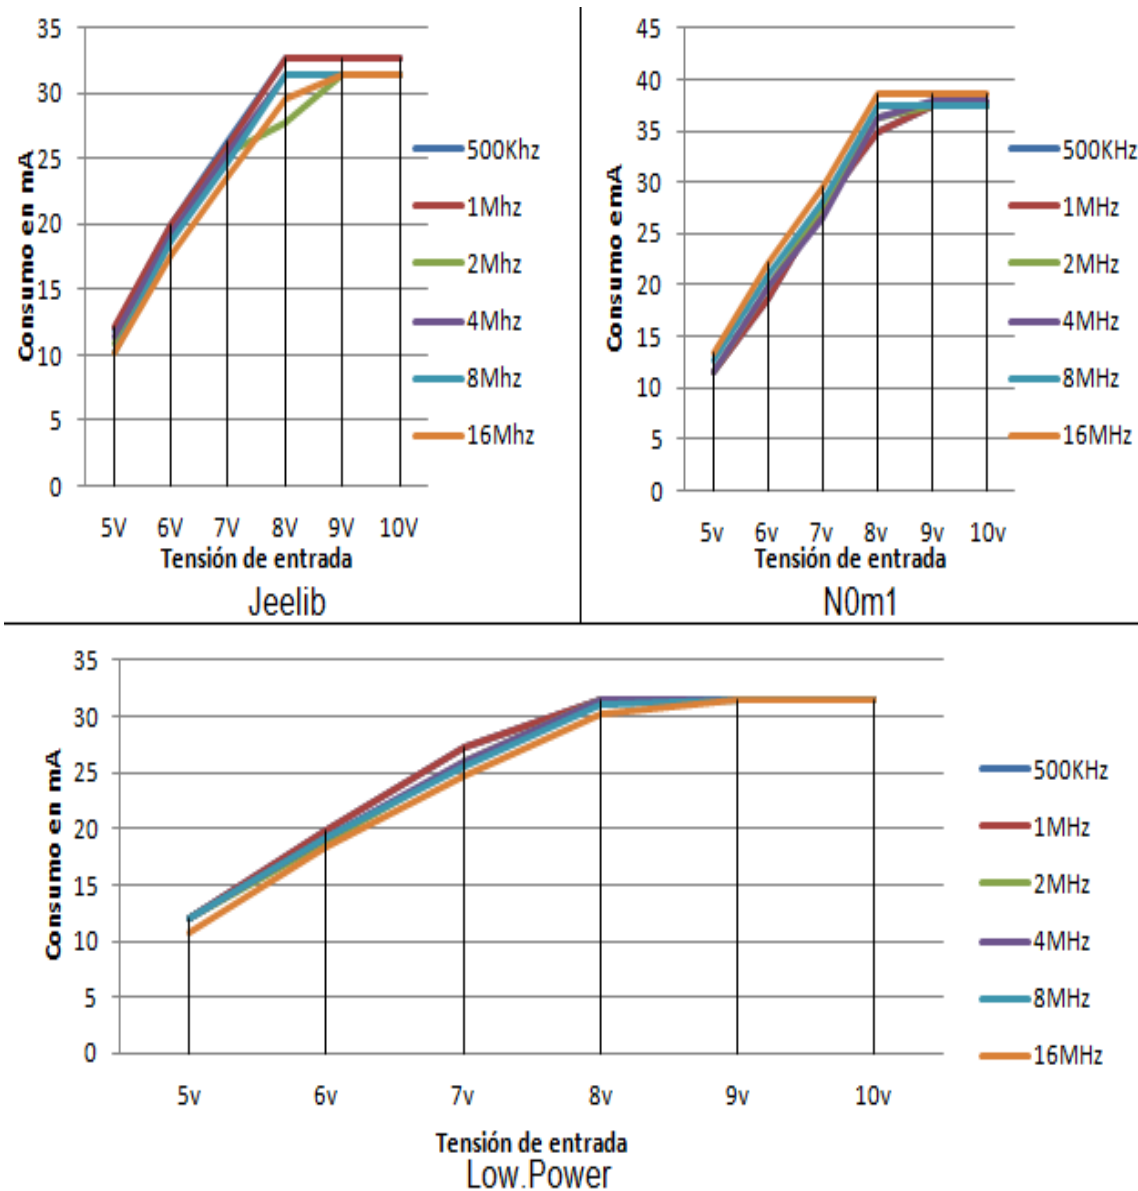 35
30
25
20
15
10
5
0
Consumo en mA
5V 6V 7V 8V 9V 10V
Tensión de entrada
500Khz
1Mhz
2Mhz
4Mhz
8Mhz
16Mhz
Jeelib
45
40
35
30
25
20
15
10
5
0
Consumo emA
5v 6v 7v 8v 9v 10v
Tensión de entrada
500KHz
1MHz
2MHz
4MHz
8MHz
16MHz
N0m1
35
30
25
20
15
10
5
0
Consumo en mA
5v 6v 7v 8v 9v 10v
Tensión de entrada
500KHz
1MHz
2MHz
4MHz
8MHz
16MHz
Low.Power